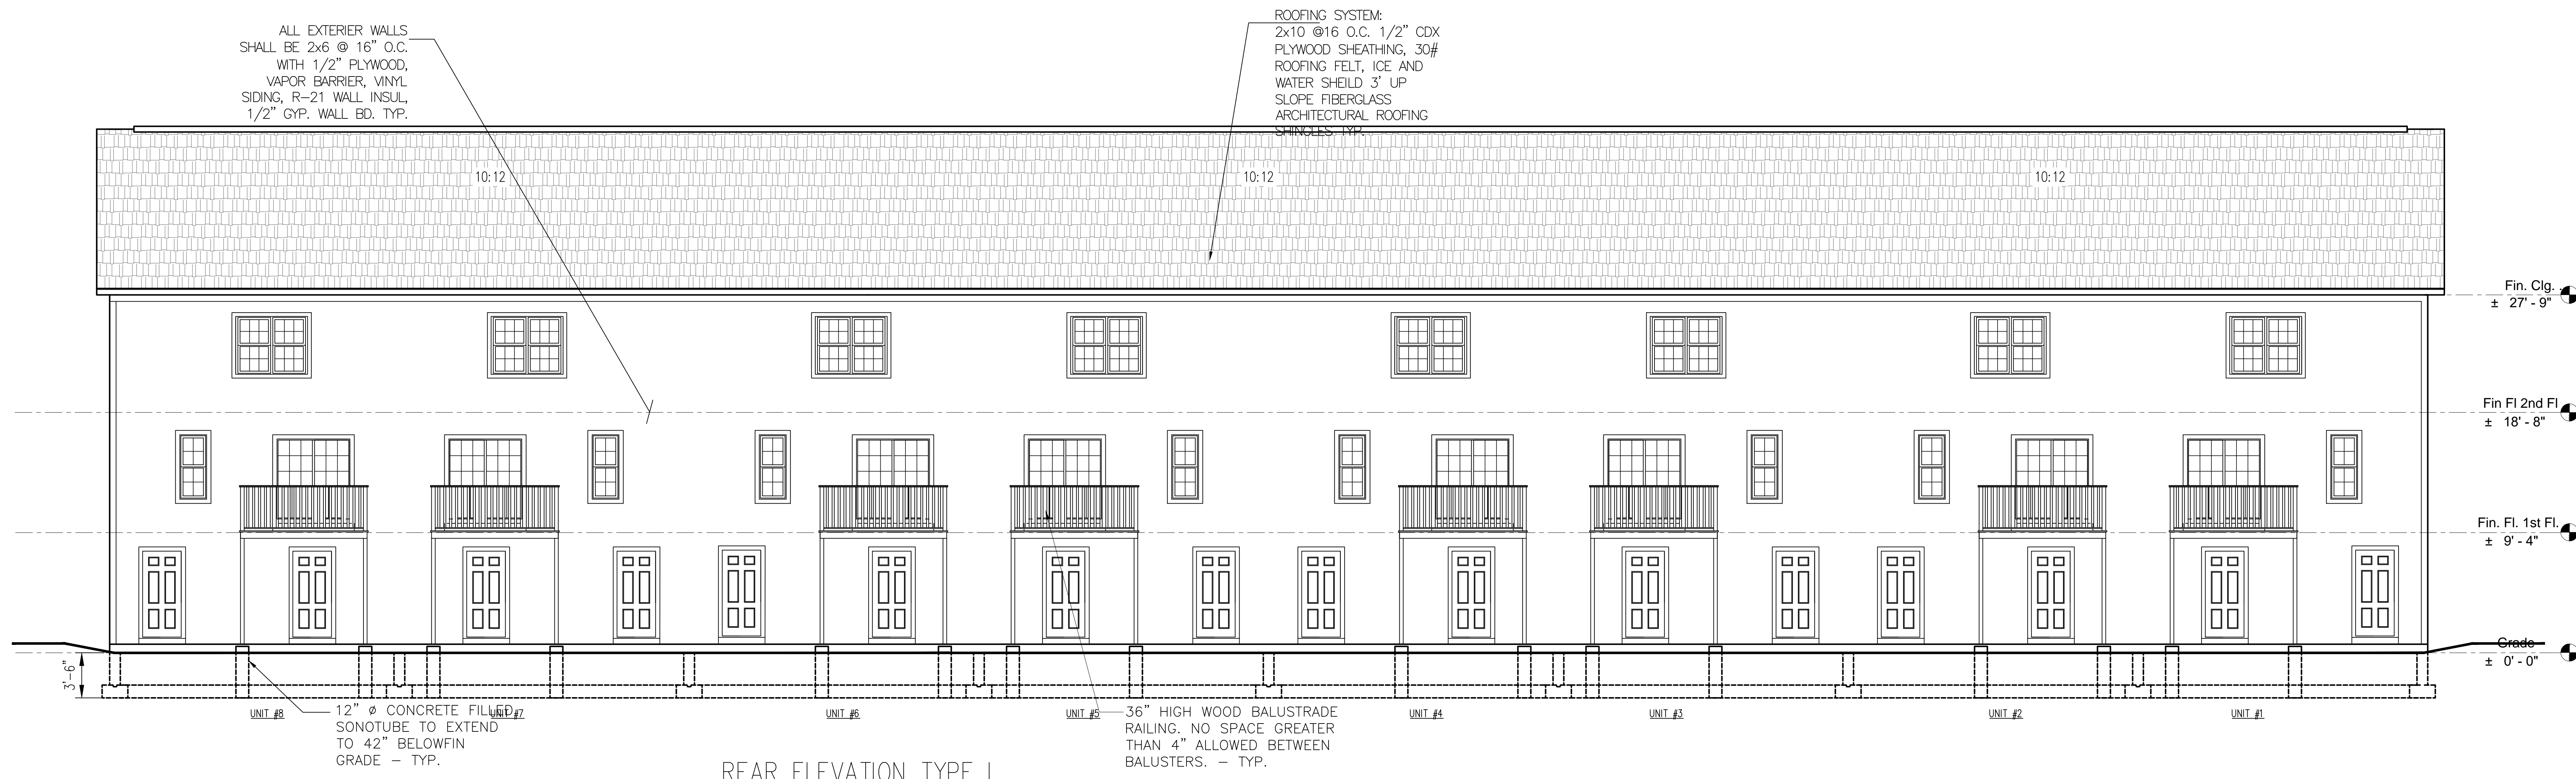 ALL EXTERIER WALLS
SHALL BE 2x6 @ 16" O.C.
WITH 1/2" PLYWOOD,
VAPOR BARRIER, VINYL
SIDING, R-21 WALL INSUL,
1/2" GYP. WALL BD. TYP.
ROOFING SYSTEM:
2x10 @16 O.C. 1/2" CDX
PLYWOOD SHEATHING, 30#
ROOFING FELT, ICE AND
WATER SHEILD 3' UP
SLOPE FIBERGLASS
ARCHITECTURAL ROOFING
SHINGLES TYP.
10:12
10:12
10:12
Fin. Clg.
± 27' - 9"
Fin Fl 2nd Fl
± 18' - 8"
Fin. Fl. 1st Fl.
± 9' - 4"
Grade
± 0' - 0"
3'-6"
UNIT #8
UNIT #7
UNIT #6
UNIT #5
UNIT #4
UNIT #3
UNIT #2
UNIT #1
12" ø CONCRETE FILLED
SONOTUBE TO EXTEND
TO 42" BELOWFIN
GRADE - TYP.
36" HIGH WOOD BALUSTRADE
RAILING. NO SPACE GREATER
THAN 4" ALLOWED BETWEEN
BALUSTERS. - TYP.
REAR ELEVATION TYPE I